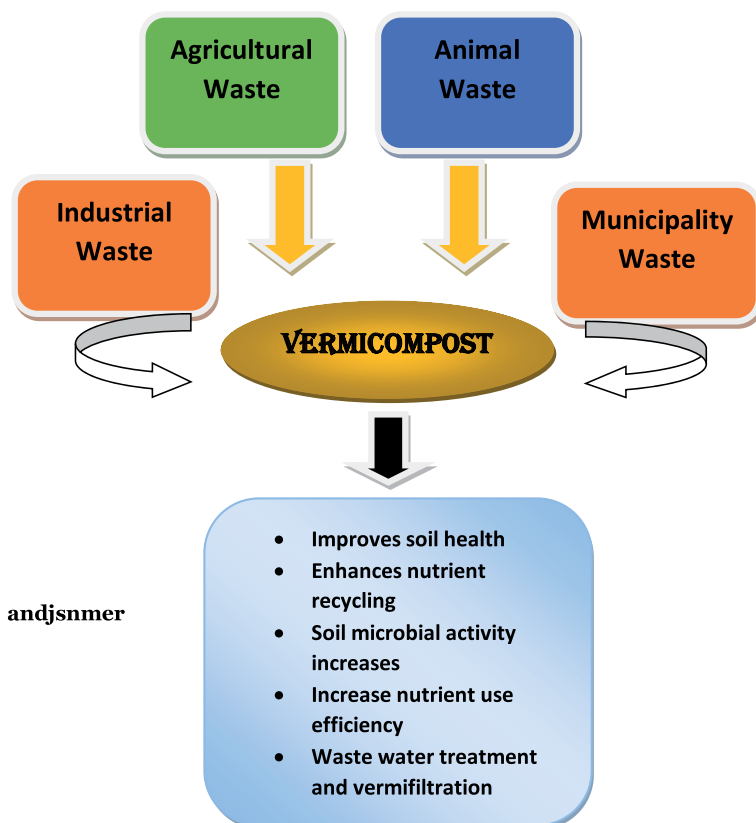 Agricultural
Waste
Animal
Waste
Industrial
Waste
Municipality
Waste
VERMICOMPOST
• Improves soil health
• Enhances nutrient
recycling
andjsnmer
• Soil microbial activity
increases
• Increase nutrient use
efficiency
• Waste water treatment
and vermifiltration